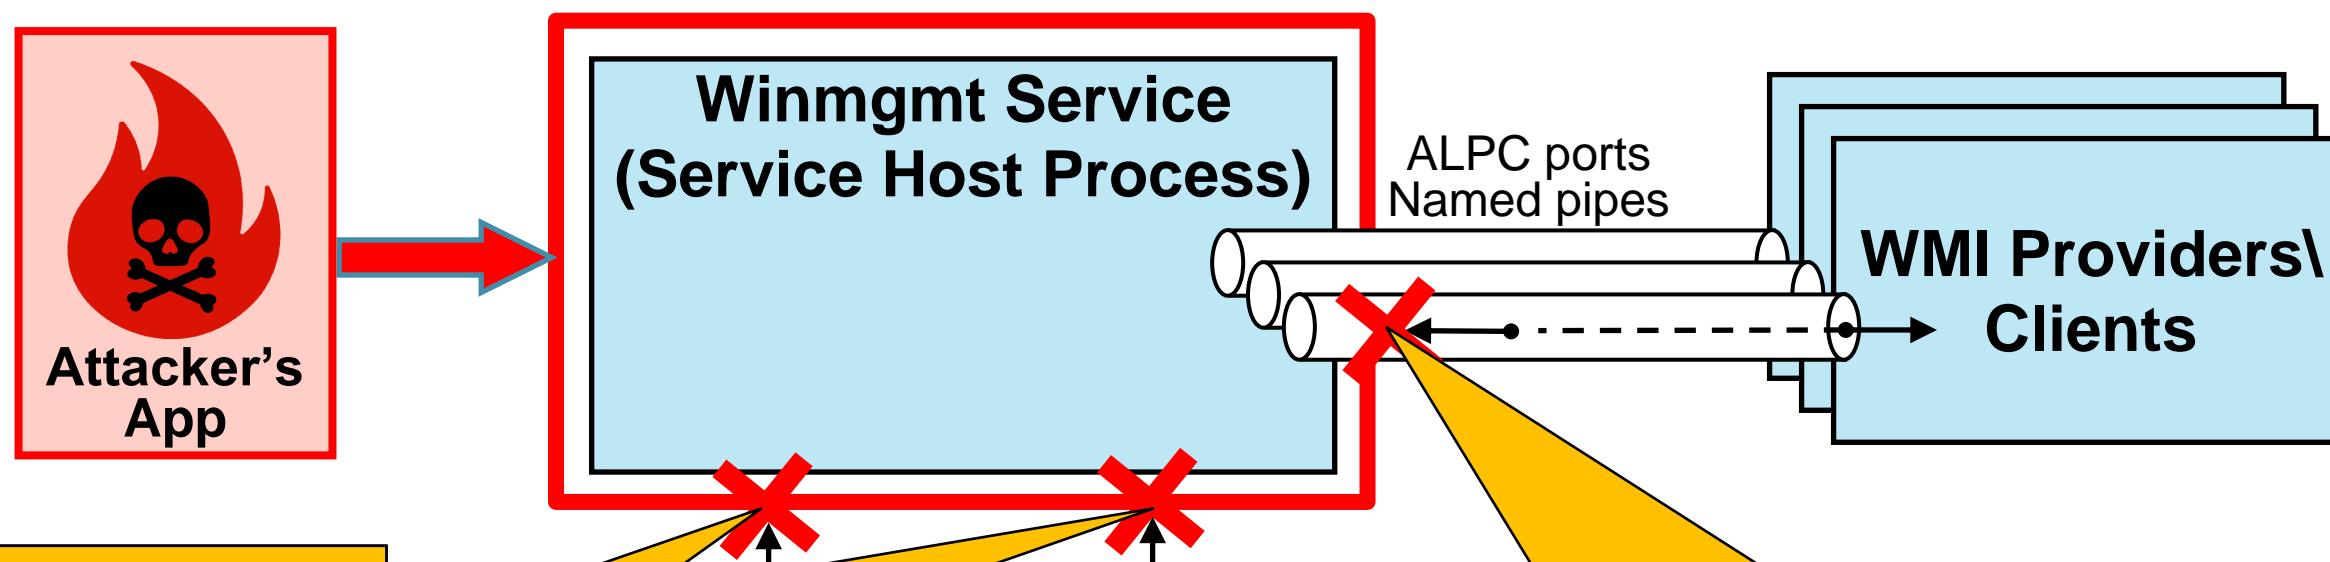 Attacker’s
App
Winmgmt Service
(Service Host Process)
ALPC ports
Named pipes
WMI Providers\
Clients